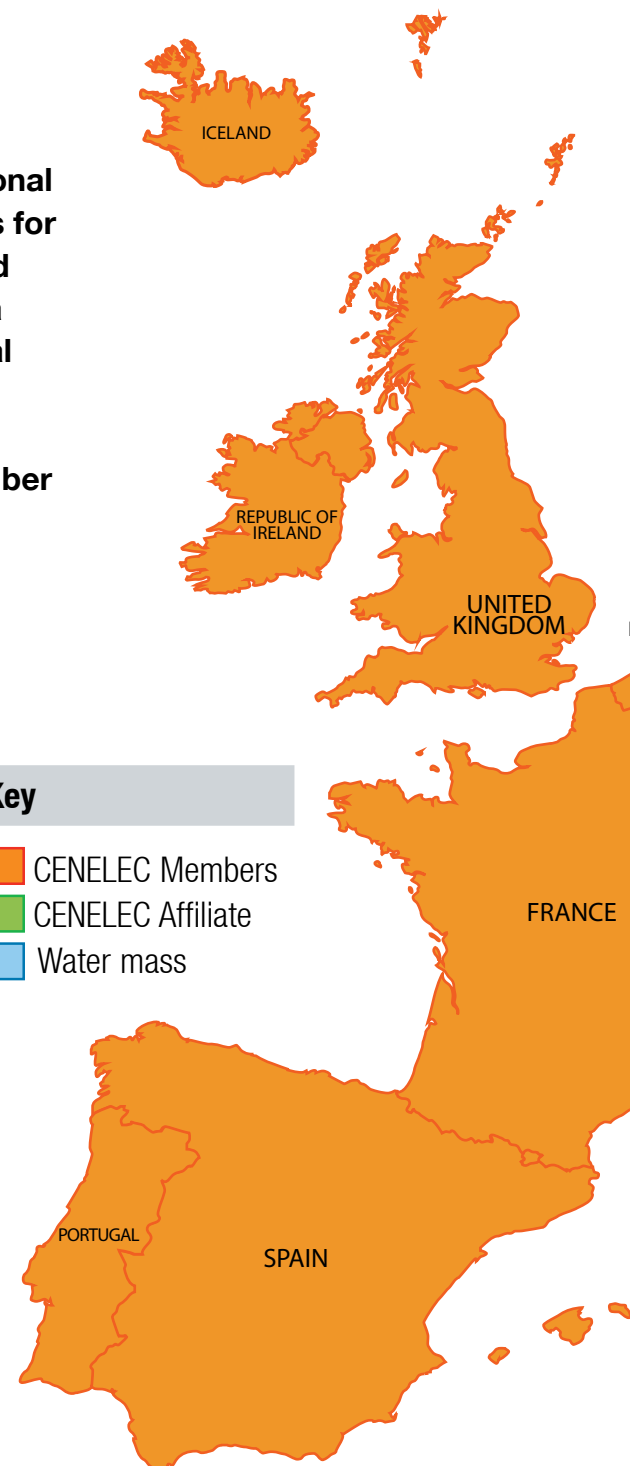 ICELAND
onal
s for
d
a
al
ber
REPUBLIC OF
IRELAND
UNITED
KINGDOM
Key
CENELEC Members
CENELEC Affiliate
Water mass
FRANCE
PORTUGAL
SPAIN